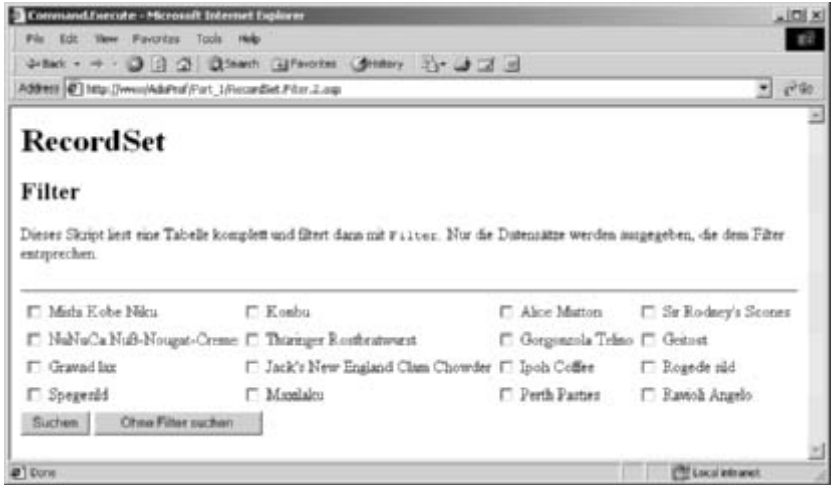 Command.Execute - Microsoft Internet Explorer
File Edit View Favorites Tools Help
Back Search Favorites History
Address http://www/AdoProf/Part_1/RecordSet.Filter.2.asp Go
RecordSet
Filter
Dieses Skript liest eine Tabelle komplett und filtert dann mit Filter. Nur die Datensätze werden ausgegeben, die dem Filter
entsprechen.
Mishi Kobe Niku Konbu Alice Mutton Sir Rodney's Scones
NuNuCa Nuß-Nougat-Creme Thüringer Rostbratwurst Gorgonzola Telino Geitost
Gravad lax Jack's New England Clam Chowder Ipoh Coffee Rogede sild
Spegesild Maxilaku Perth Pasties Ravioli Angelo
Suchen Ohne Filter suchen
Done Local intranet